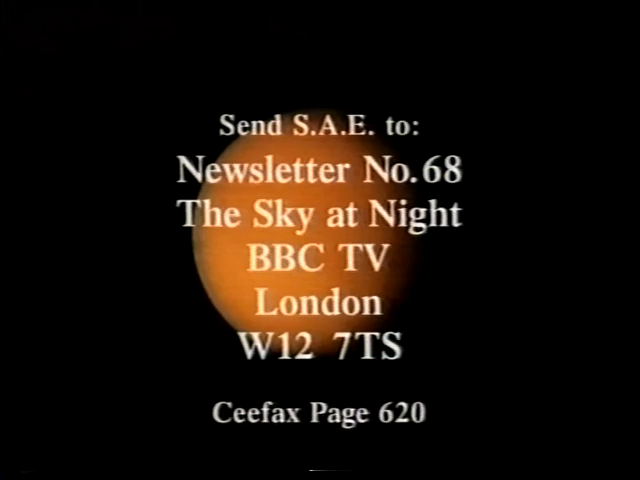 Send S.A.E. to:
Newsletter No.68
The Sky at Night
BBC TV
London
W12 7TS
Ceefax Page 620